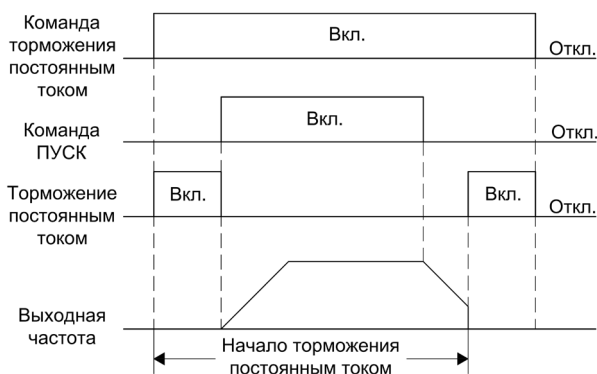 Команда
торможения
постоянным
током
Вкл.
Откл.
Команда
ПУСК
Вкл.
Откл.
Торможение
постоянным
током
Вкл.
Вкл.
Откл.
Выходная
частота
Начало торможения
постоянным током